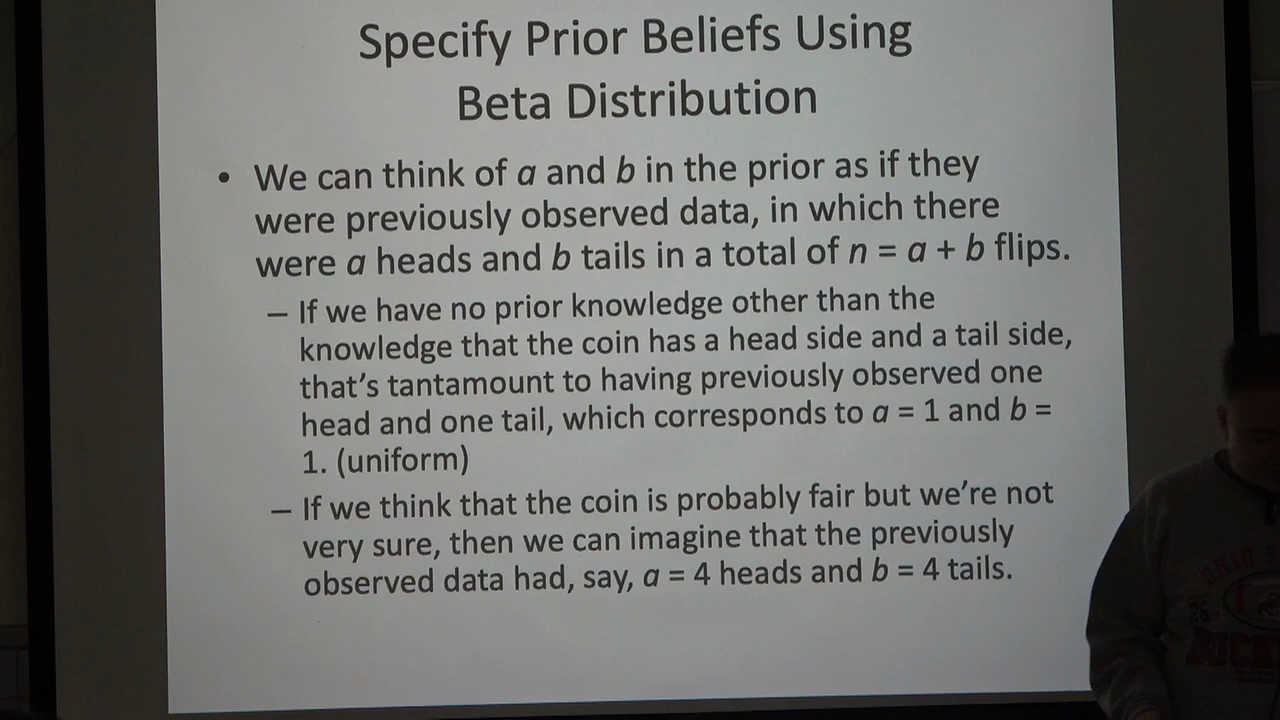 Specify Prior Beliefs Using
Beta Distribution
• We can think of a and b in the prior as if they
were previously observed data, in which there
were a heads and b tails in a total of n = a + b flips.
– If we have no prior knowledge other than the
knowledge that the coin has a head side and a tail side,
that’s tantamount to having previously observed one
head and one tail, which corresponds to a = 1 and b =
1. (uniform)
– If we think that the coin is probably fair but we’re not
very sure, then we can imagine that the previously
observed data had, say, a = 4 heads and b = 4 tails.
OHIO